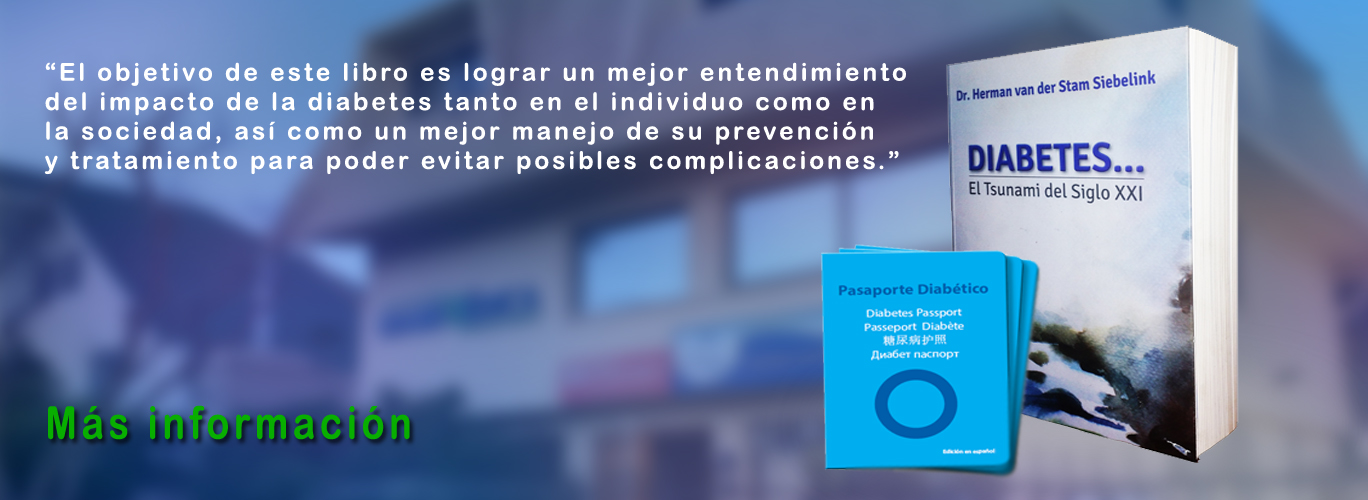 “El objetivo de este libro es lograr un mejor entendimiento
del impacto de la diabetes tanto en el individuo como en
la sociedad, así como un mejor manejo de su prevención
y tratamiento para poder evitar posibles complicaciones.”
Más información
Dr. Herman van der Stam Siebelink
DIABETES...
El Tsunami del Siglo XXI
Pasaporte Diabético
Diabetes Passport
Passeport Diabète
糖尿病护照
Диабет паспорт
Edición en español